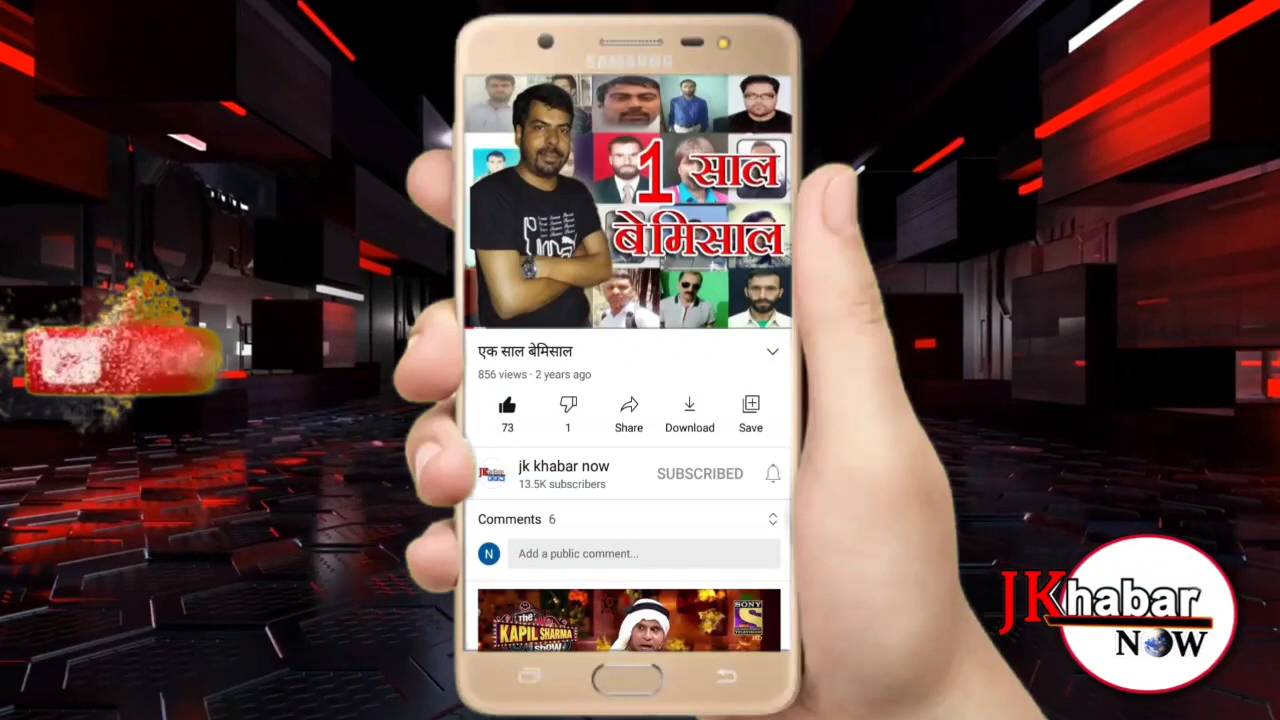 SAMSUNG
1 साल
बेमिसाल
एक साल बेमिसाल
856 views · 2 years ago
73
1
Share
Download
Save
jk khabar now
13.5K subscribers
SUBSCRIBED
Comments 6
N
Add a public comment...
The
KAPIL SHARMA
Show
SONY
S
HD
JKhabar
NOW